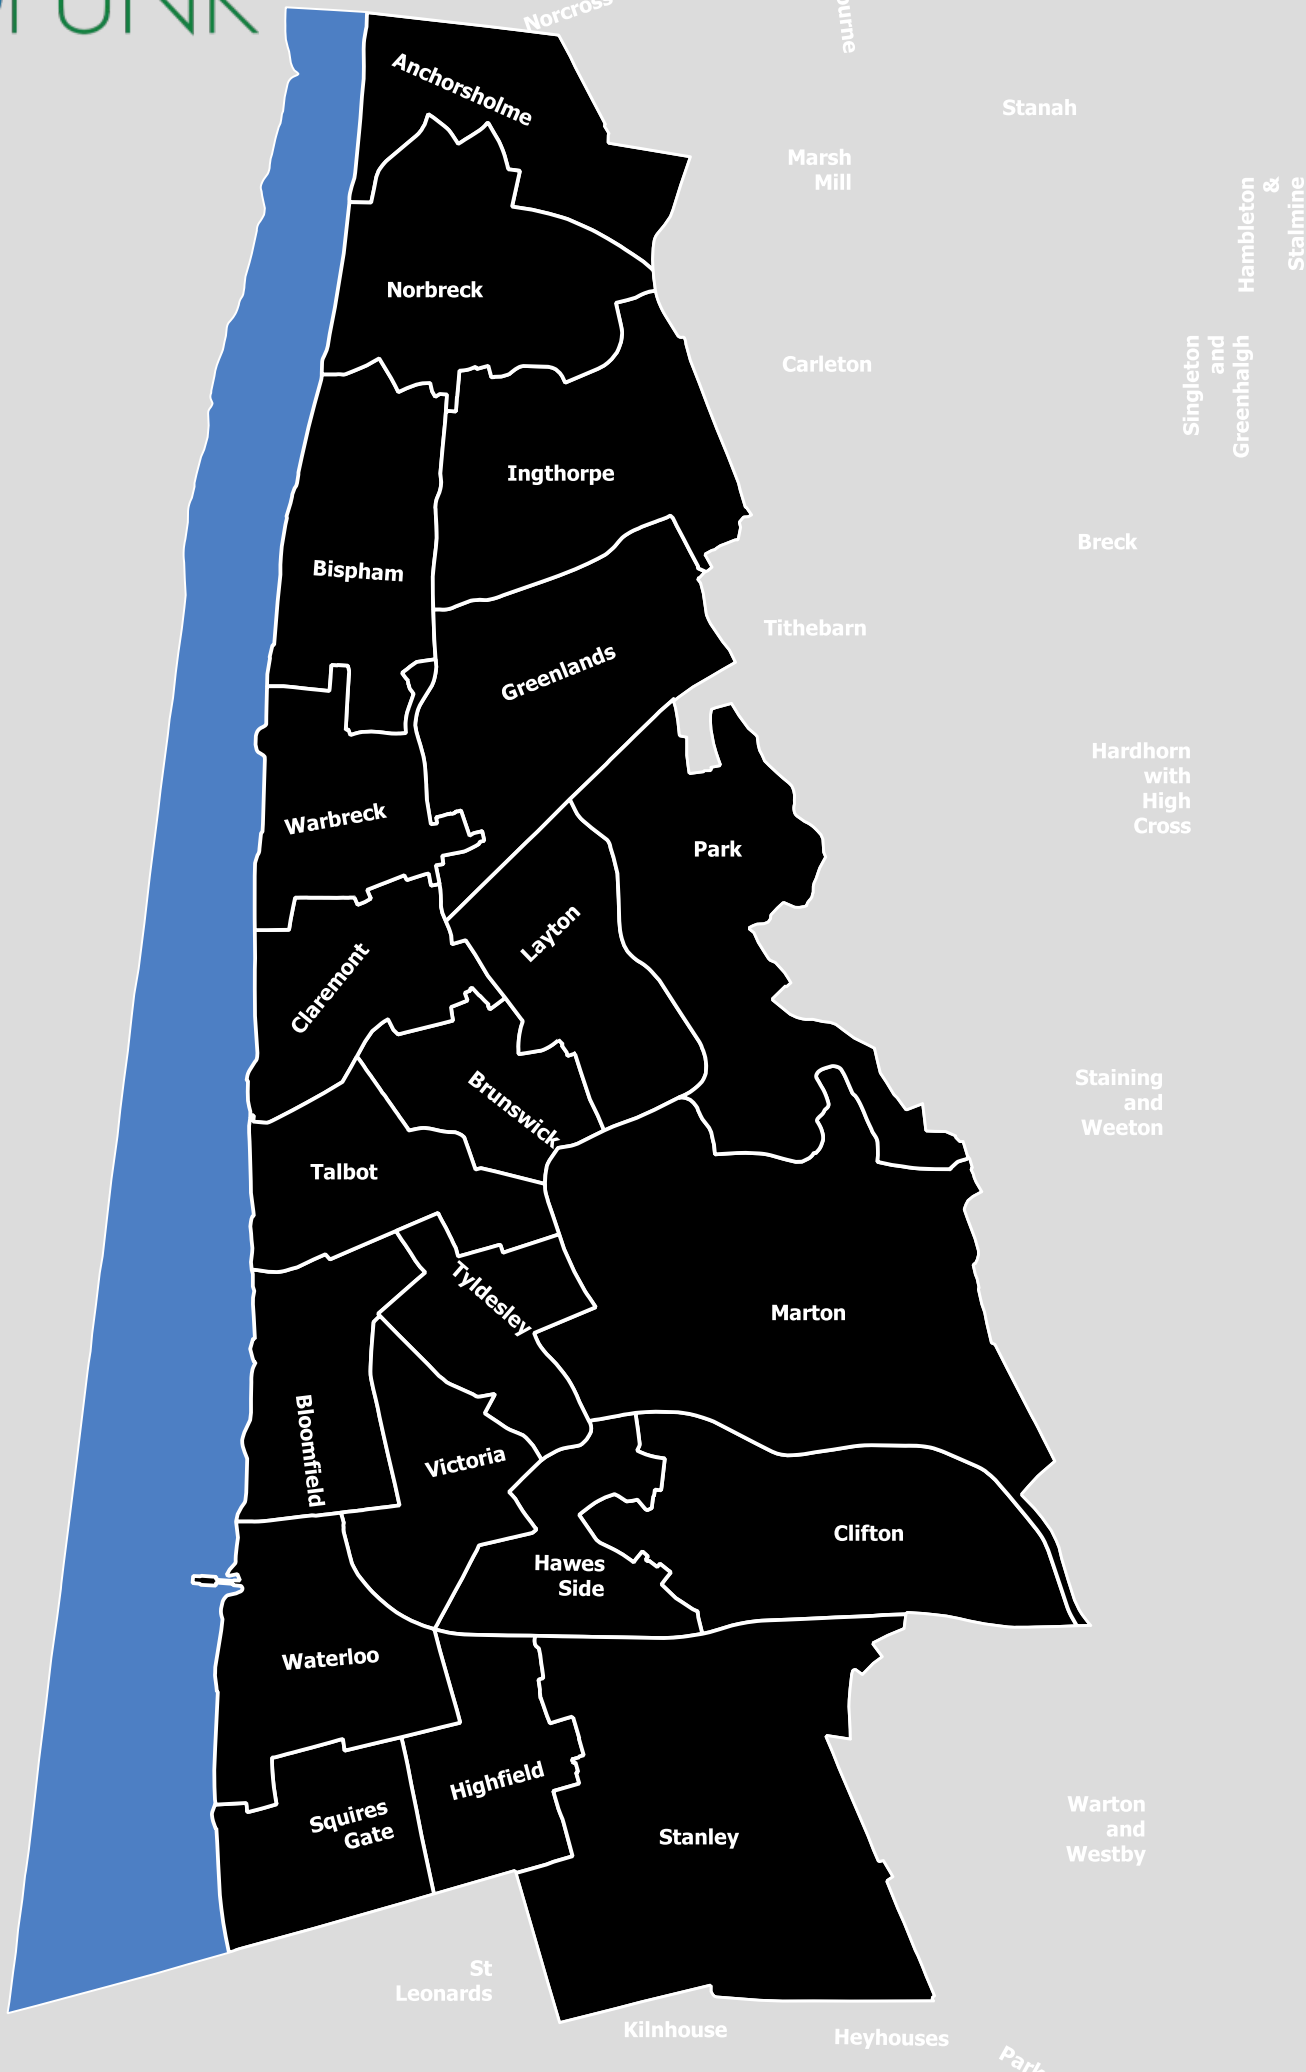 Norcross
Anchorsholme
Stanah
Marsh
Mill
Hambleton
&
Stalmine
Norbreck
Carleton
Singleton
and
Greenhalgh
Ingthorpe
Breck
Bispham
Tithebarn
Greenlands
Hardhorn
with
High
Cross
Warbreck
Park
Layton
Claremont
Staining
and
Weeton
Brunswick
Talbot
Tyldesley
Marton
Bloomfield
Victoria
Clifton
Hawes
Side
Waterloo
Highfield
Squires
Gate
Stanley
Warton
and
Westby
St
Leonards
Kilnhouse
Heyhouses
Park